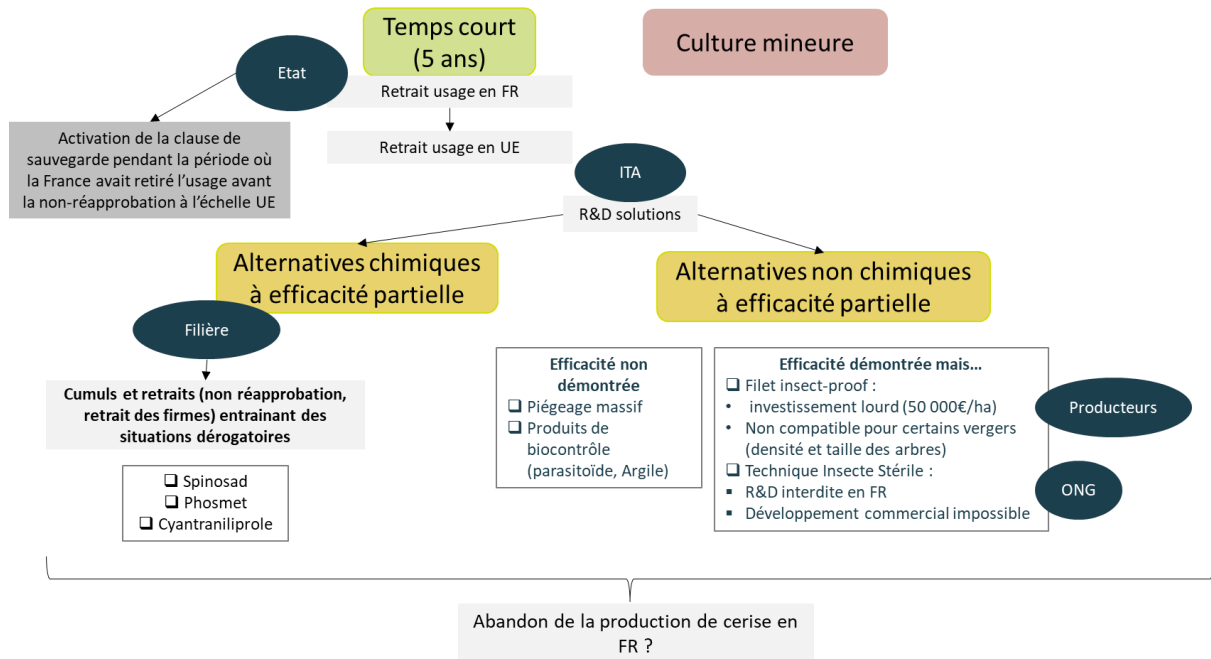 Temps court
(5 ans)
Culture mineure
Etat
Retrait usage en FR
Activation de la clause de
sauvegarde pendant la période où
la France avait retiré l’usage avant
la non-réapprobation à l’échelle UE
Retrait usage en UE
ITA
R&D solutions
Alternatives chimiques
à efficacité partielle
Alternatives non chimiques
à efficacité partielle
Filière
Cumuls et retraits (non réapprobation,
retrait des firmes) entrainant des
situations dérogatoires
❑ Spinosad
❑ Phosmet
❑ Cyantraniliprole
Efficacité non
démontrée
❑ Piégeage massif
❑ Produits de
biocontrôle
(parasitoïde, Argile)
Efficacité démontrée mais…
❑ Filet insect-proof :
• investissement lourd (50 000€/ha)
• Non compatible pour certains vergers
(densité et taille des arbres)
❑ Technique Insecte Stérile :
▪ R&D interdite en FR
▪ Développement commercial impossible
Producteurs
ONG
Abandon de la production de cerise en
FR ?